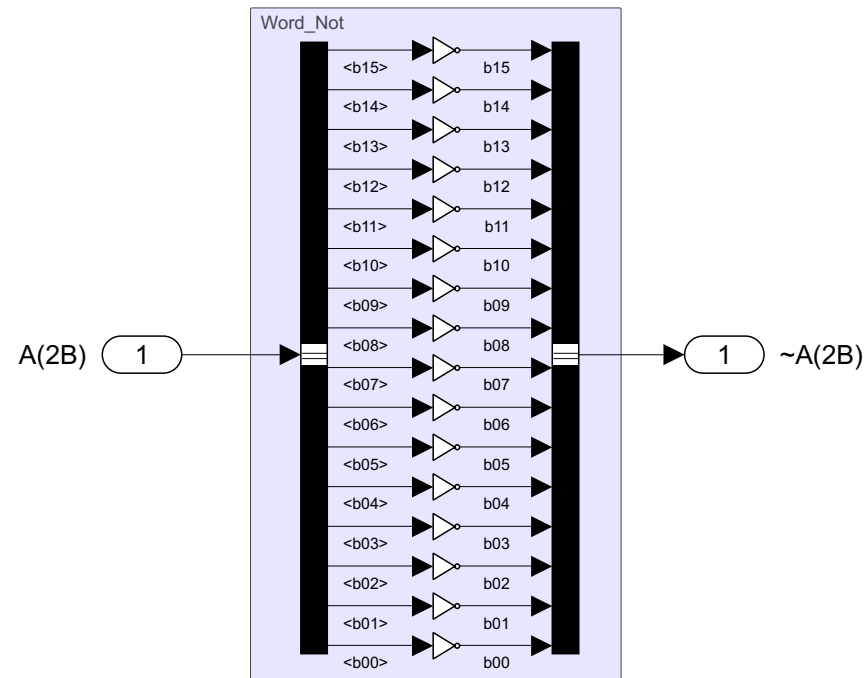 Word_Not
<b15> b15
<b14> b14
<b13> b13
<b12> b12
<b11> b11
<b10> b10
<b09> b09
<b08> b08
A(2B) 1 1 ~A(2B)
<b07> b07
<b06> b06
<b05> b05
<b04> b04
<b03> b03
<b02> b02
<b01> b01
<b00> b00